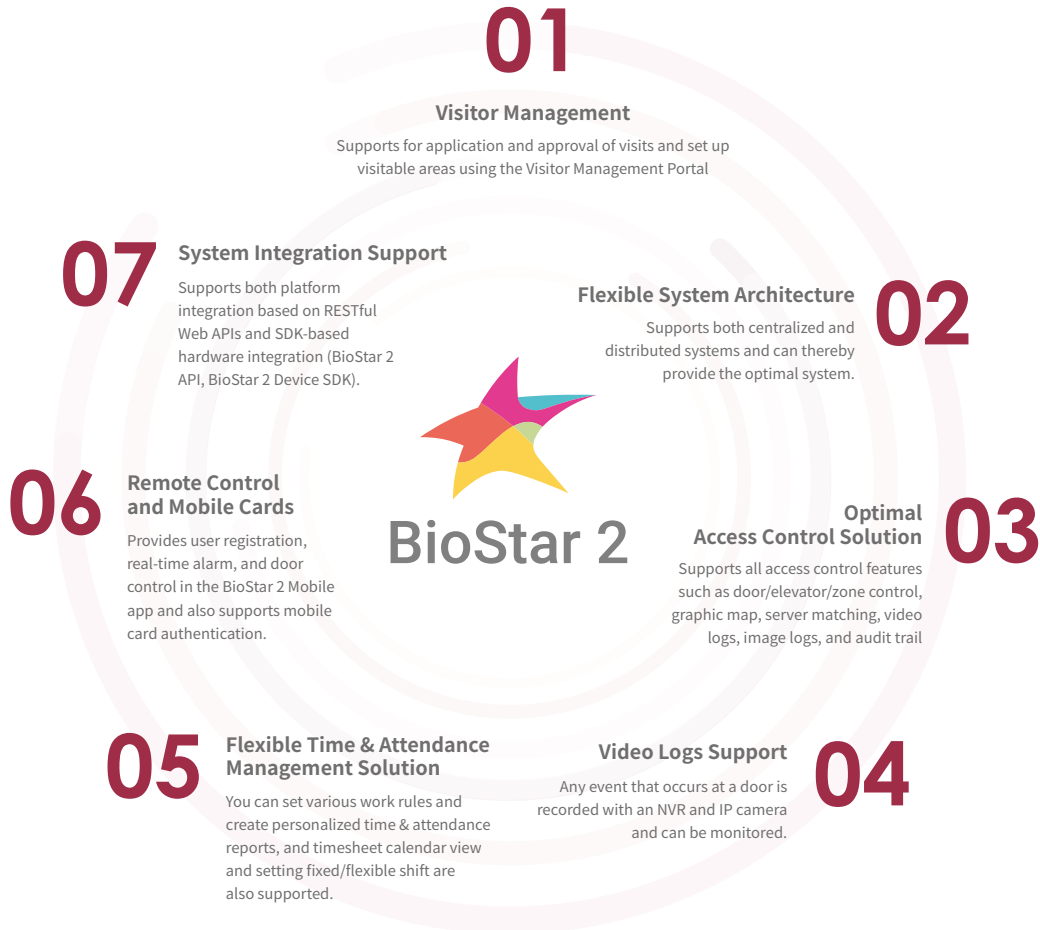 01
Visitor Management
Supports for application and approval of visits and set up
visitable areas using the Visitor Management Portal
02
Flexible System Architecture
Supports both centralized and
distributed systems and can thereby
provide the optimal system.
03
Optimal
Access Control Solution
Supports all access control features
such as door/elevator/zone control,
graphic map, server matching, video
logs, image logs, and audit trail
04
Video Logs Support
Any event that occurs at a door is
recorded with an NVR and IP camera
and can be monitored.
05
Flexible Time & Attendance
Management Solution
You can set various work rules and
create personalized time & attendance
reports, and timesheet calendar view
and setting fixed/flexible shift are
also supported.
06
Remote Control
and Mobile Cards
Provides user registration,
real-time alarm, and door
control in the BioStar 2 Mobile
app and also supports mobile
card authentication.
07
System Integration Support
Supports both platform
integration based on RESTful
Web APIs and SDK-based
hardware integration (BioStar 2
API, BioStar 2 Device SDK).
BioStar 2